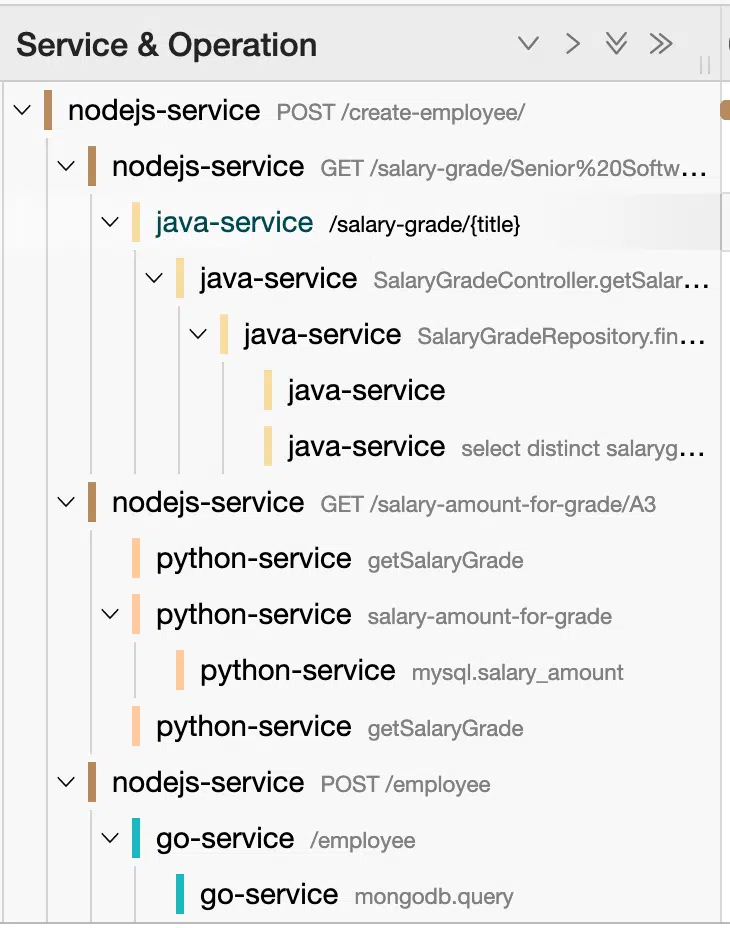 Service & Operation
nodejs-service POST /create-employee/
nodejs-service GET /salary-grade/Senior%20Softw...
java-service /salary-grade/{title}
java-service SalaryGradeController.getSalar...
java-service SalaryGradeRepository.fin...
java-service
java-service select distinct salaryg...
nodejs-service GET /salary-amount-for-grade/A3
python-service getSalaryGrade
python-service salary-amount-for-grade
python-service mysql.salary_amount
python-service getSalaryGrade
nodejs-service POST /employee
go-service /employee
go-service mongodb.query